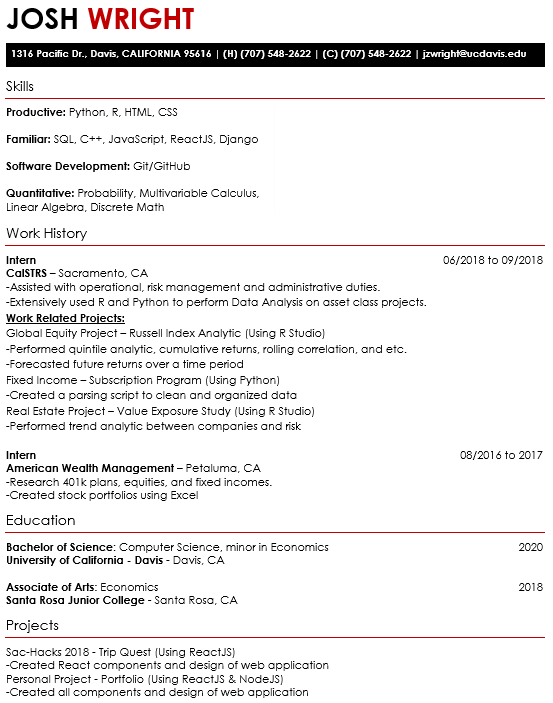 JOSH WRIGHT
1316 Pacific Dr., Davis, CALIFORNIA 95616 | (H) (707) 548-2622 | (C) (707) 548-2622 | jzwright@ucdavis.edu
Skills
Productive: Python, R, HTML, CSS
Familiar: SQL, C++, JavaScript, ReactJS, Django
Software Development: Git/GitHub
Quantitative: Probability, Multivariable Calculus,
Linear Algebra, Discrete Math
Work History
Intern 06/2018 to 09/2018
CalSTRS – Sacramento, CA
-Assisted with operational, risk management and administrative duties.
-Extensively used R and Python to perform Data Analysis on asset class projects.
Work Related Projects:
Global Equity Project – Russell Index Analytic (Using R Studio)
-Performed quintile analytic, cumulative returns, rolling correlation, and etc.
-Forecasted future returns over a time period
Fixed Income – Subscription Program (Using Python)
-Created a parsing script to clean and organized data
Real Estate Project – Value Exposure Study (Using R Studio)
-Performed trend analytic between companies and risk
Intern 08/2016 to 2017
American Wealth Management – Petaluma, CA
-Research 401k plans, equities, and fixed incomes.
-Created stock portfolios using Excel
Education
Bachelor of Science: Computer Science, minor in Economics 2020
University of California - Davis - Davis, CA
Associate of Arts: Economics 2018
Santa Rosa Junior College - Santa Rosa, CA
Projects
Sac-Hacks 2018 - Trip Quest (Using ReactJS)
-Created React components and design of web application
Personal Project - Portfolio (Using ReactJS & NodeJS)
-Created all components and design of web application